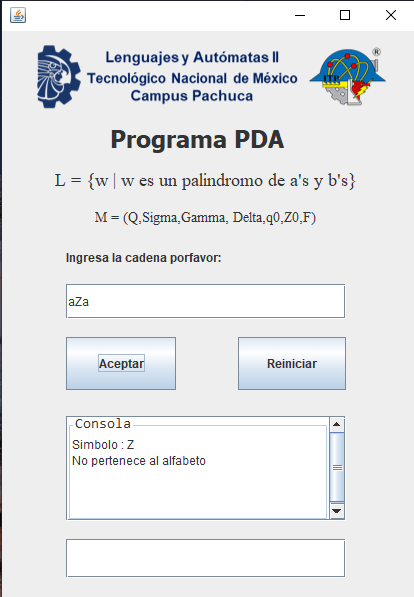 Lenguajes y Autómatas II
Tecnológico Nacional de México
Campus Pachuca
ITP
Programa PDA
L = {w | w es un palindromo de a's y b's}
M = (Q,Sigma,Gamma, Delta,q0,Z0,F)
Ingresa la cadena porfavor:
aZa
Aceptar
Reiniciar
Consola
Simbolo : Z
No pertenece al alfabeto